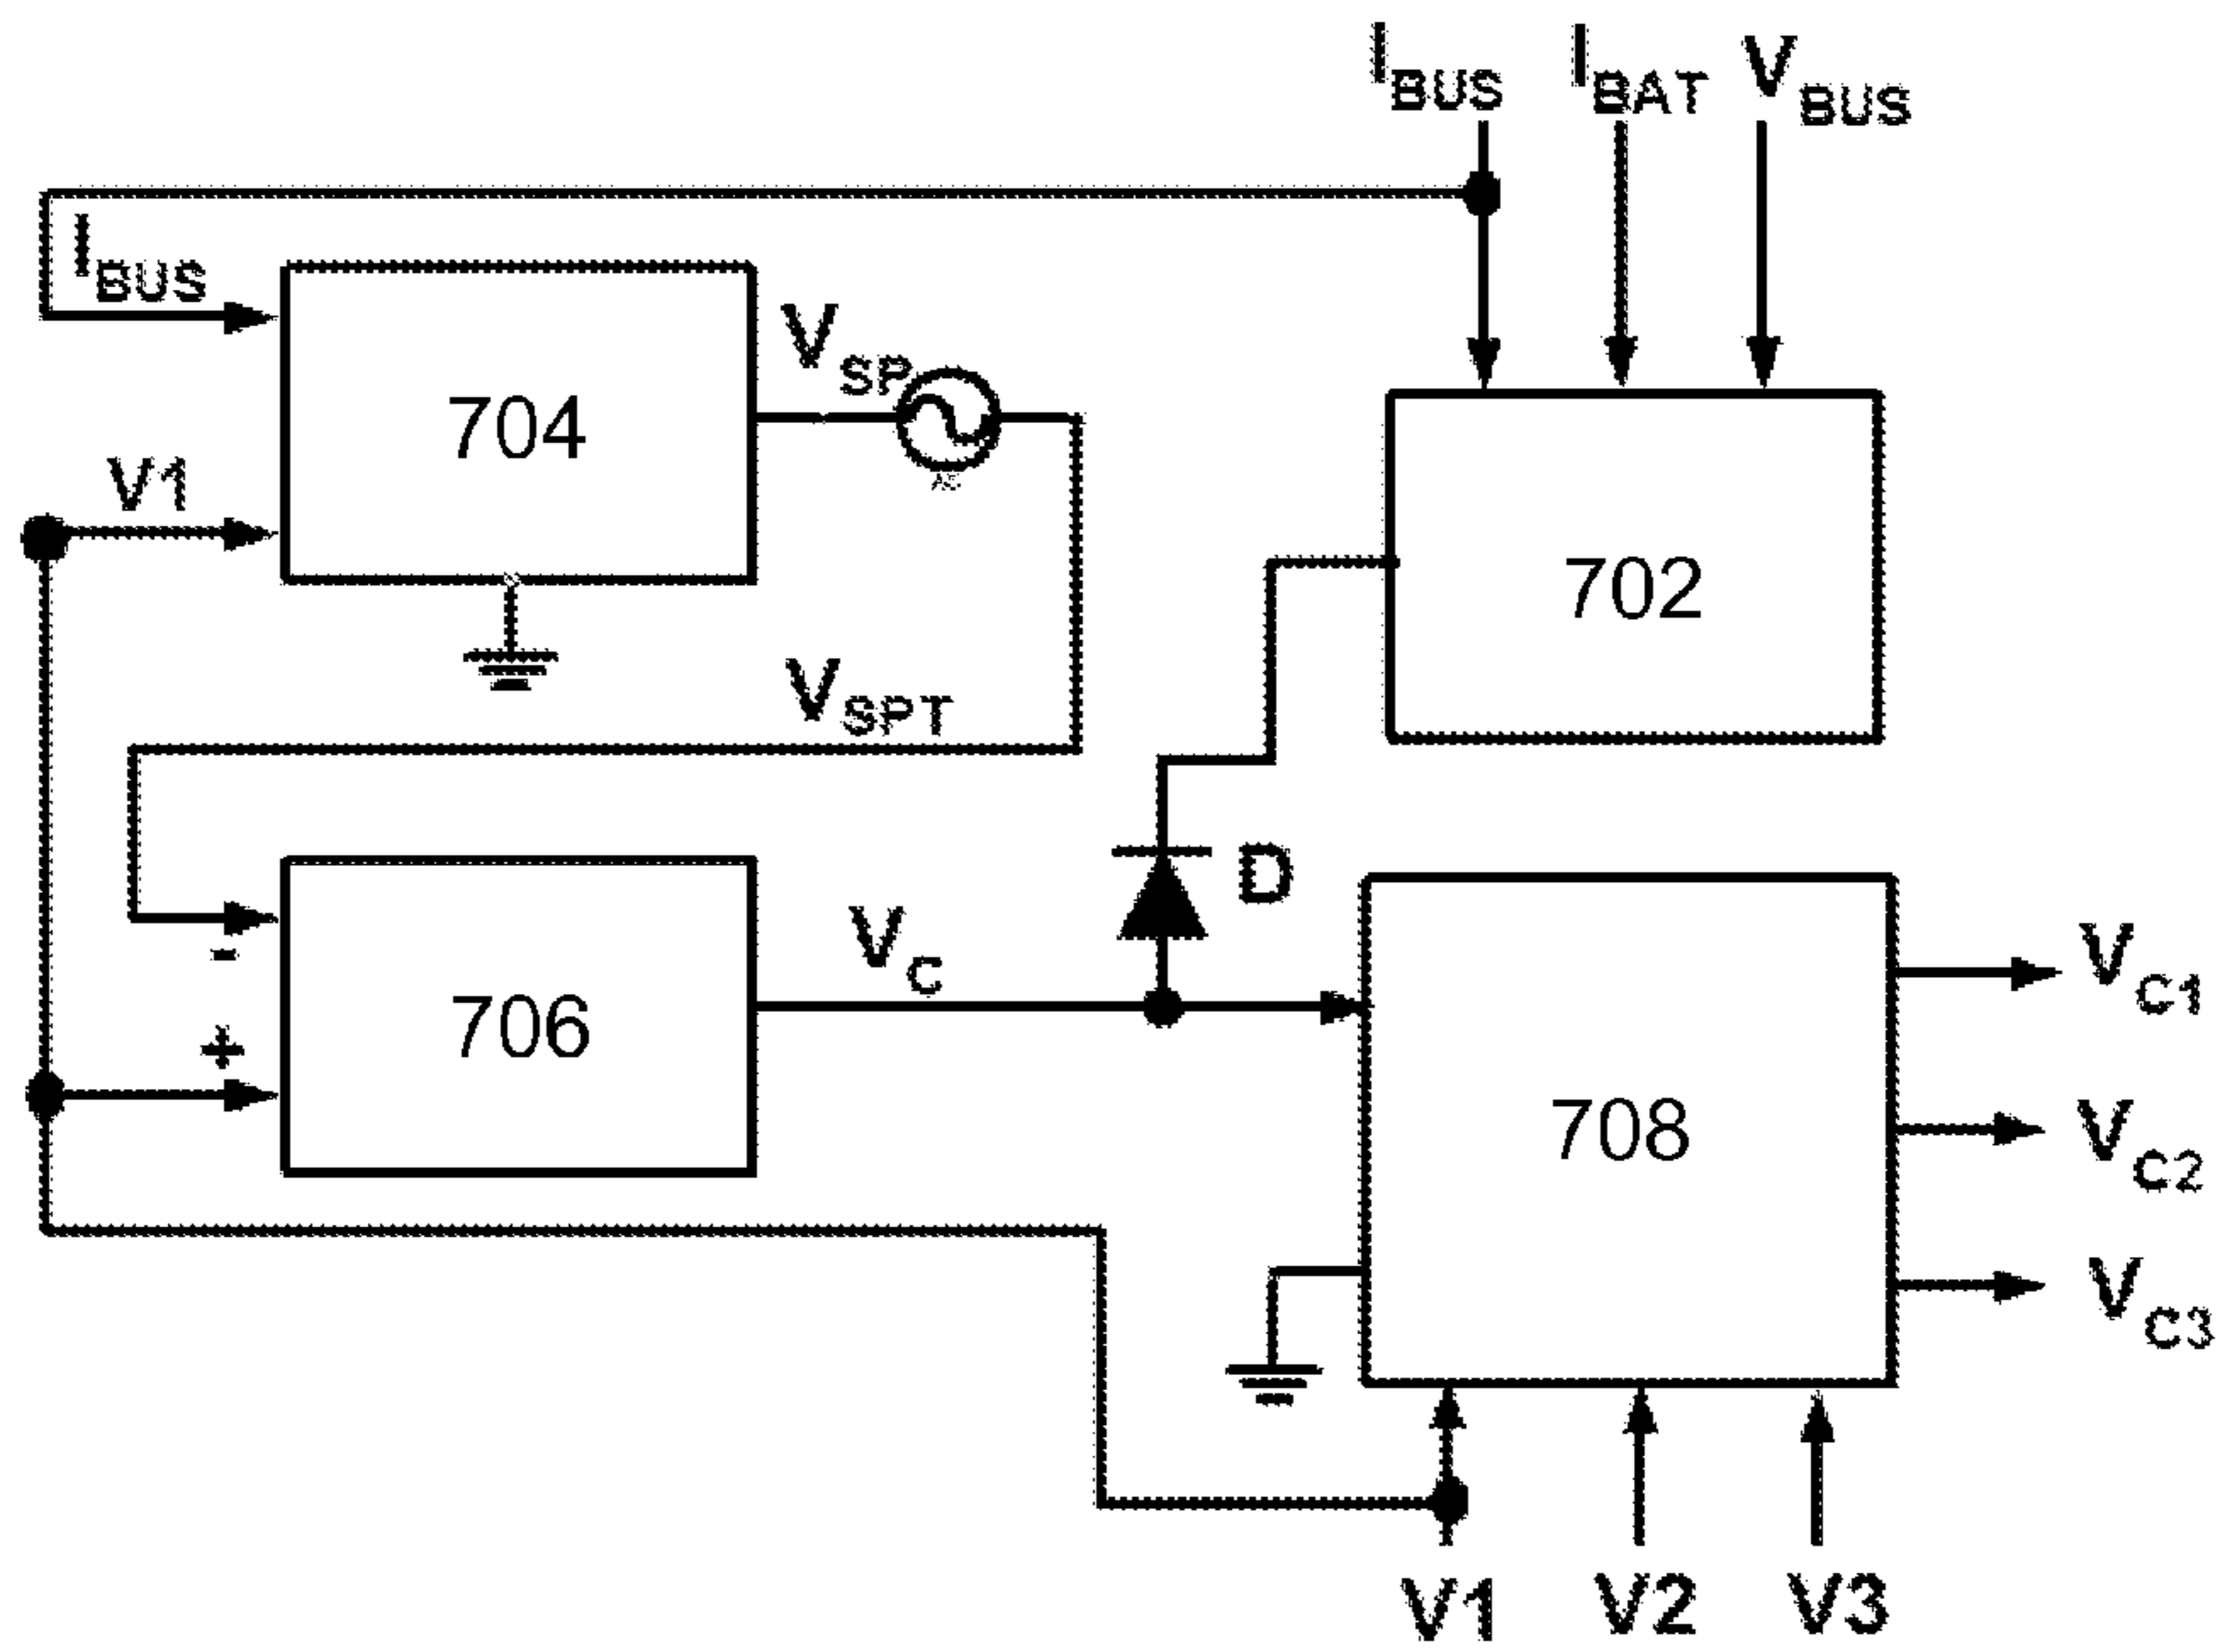 IBUS IBAT VBUS
IBUS
VSP
704
V1
702
VSPT
D
VC
VC1
-
706
+
708
VC2
VC3
V1 V2 V3